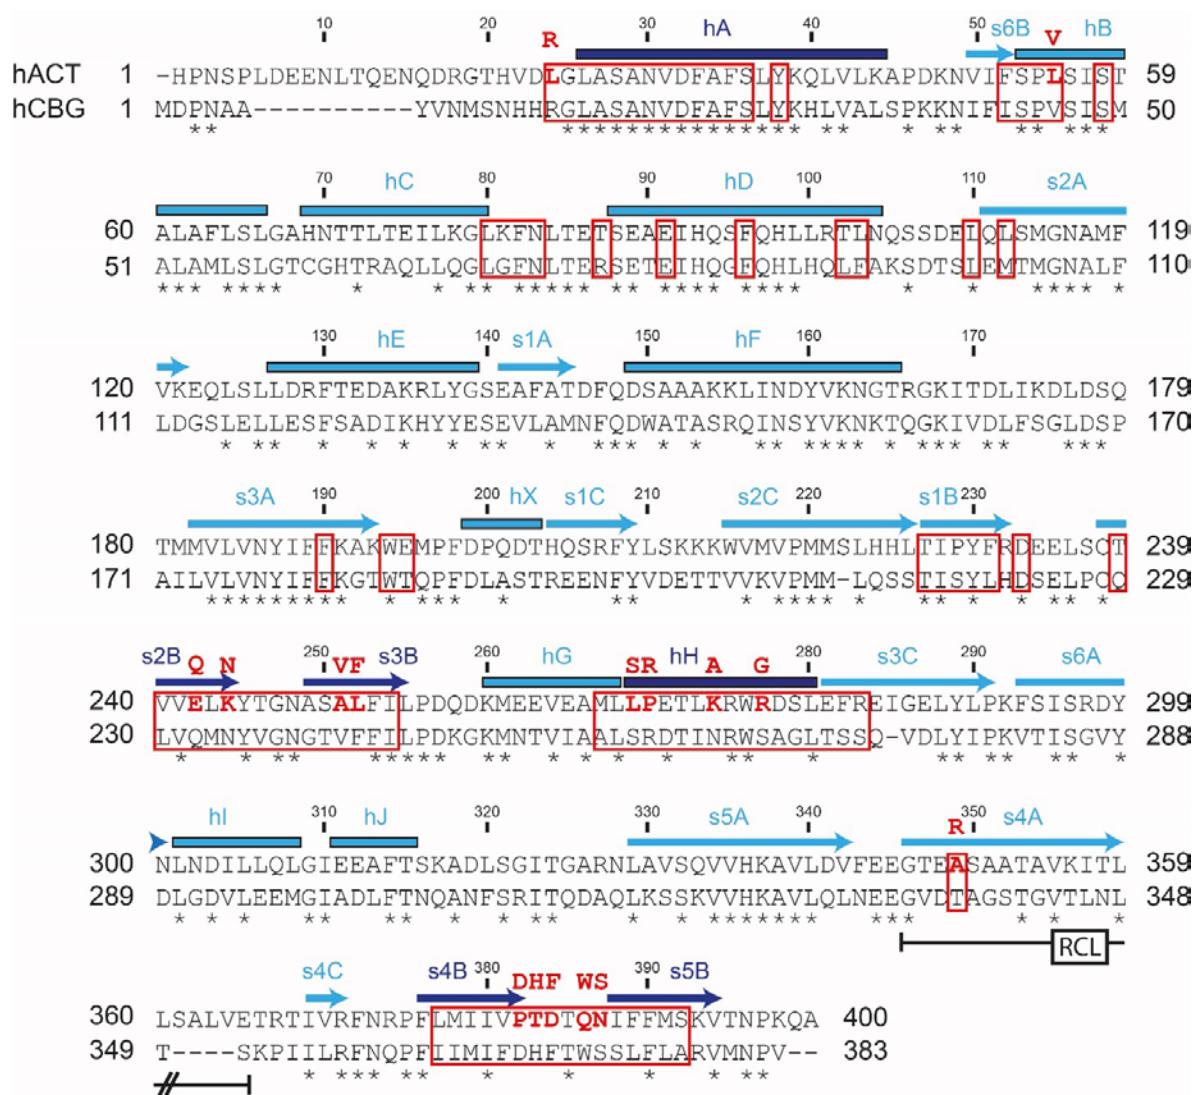 10 20 30 40 50
R hA s6B V hB
hACT 1 -HPNSPLDEENLTQENQDRGTHVDLGLASANVDFAFSLYKQLVLKAPDKNVIFSPLSIST 59
hCBG 1 MDPNAA----------YVNMSNHHRGLASANVDFAFSLYKHLVALSPKKNIFISPVSISM 50
70 80 90 100 110
hC hD s2A
60 ALAFLSLGAHNTTLTEILKGLKFNLTETSEAEIHQSFQHLLRTLNQSSDELQLSMGNAMF 119
51 ALAMLSLGTCGHTRAQLLQGLGFNLTERSETEIHQGFQHLHQLFAKSDTSLEMTMGNALF 110
130 140 150 160 170
hE s1A hF
120 VKEQLSLLDRFTEDAKRLYGSEAFATDFQDSAAAKKLINDYVKNGTRGKITDLIKDLDSQ 179
111 LDGSLELLESFSADIKHYYESEVLAMNFQDWATASRQINSYVKNKTQGKIVDLFSGLDSP 170
190 200 210 220 230
s3A hX s1C s2C s1B
180 TMMVLVNYIFFKAKWEMPFDPQDTHQSRFYLSKKKWVMVPMMSLHHLTIPYFRDEELSCT 239
171 AILVLVNYIFFKGTWTQPFDLASTREENFYVDETTVVKVPMM-LQSSTISYLHDSELPCQ 229
250 260 270 280 290
s2B Q N VF s3B hG SR hH A G s3C s6A
240 VVELKYTGNASALFILPDQDKMEEVEAMLLPETLKRWRDSLEFREIGELYLPKFSISRDY 299
230 LVQMNYVGNGTVFFILPDKGKMNTVIAALSRDTINRWSAGLTSSQ-VDLYIPKVTISGVY 288
310 320 330 340 350
hI hJ s5A R s4A
300 NLNDILLQLGIEEAFTSKADLSGITGARNLAVSQVVHKAVLDVFEEGTEASAATAVKITL 359
289 DLGDVLEEMGIADLFTNQANFSRITQDAQLKSSKVVHKAVLQLNEEGVDTAGSTGVTLNL 348
RCL
380 390
s4C s4B DHF WS s5B
360 LSALVETRTIVRFNRPFLMIIVPTDTQNIFFMSKVTNPKQA 400
349 T----SKPIILRFNQPFIIMIFDHFTWSSLFLARVMNPV-- 383